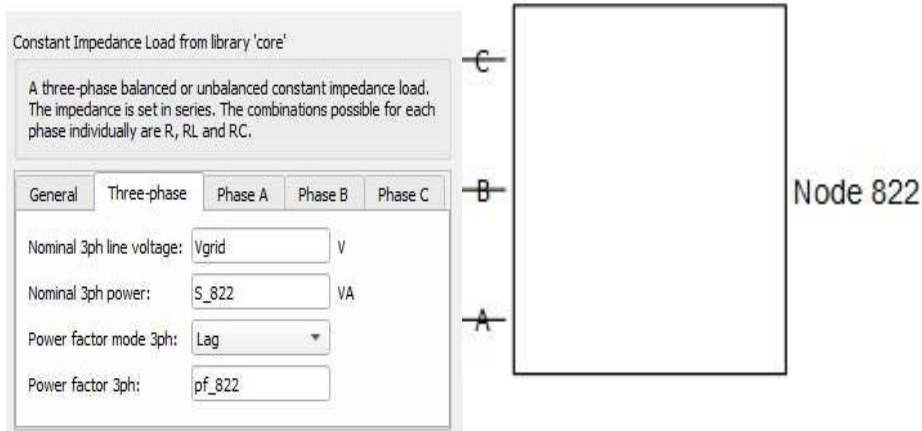 Constant Impedance Load from library 'core'
A three-phase balanced or unbalanced constant impedance load.
The impedance is set in series. The combinations possible for each
phase individually are R, RL and RC.
General Three-phase Phase A Phase B Phase C
Nominal 3ph line voltage: Vgrid V
Nominal 3ph power: S_822 VA
Power factor mode 3ph: Lag
Power factor 3ph: pf_822
C
B
A
Node 822